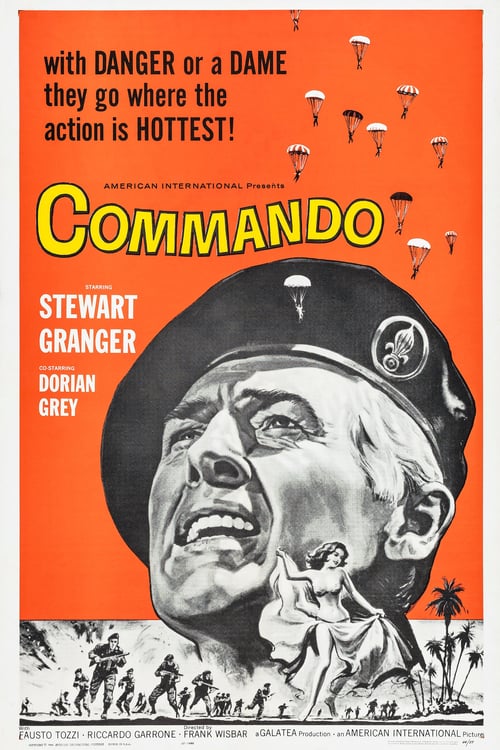 with DANGER or a DAME
they go where the
action is HOTTEST!
AMERICAN INTERNATIONAL Presents
COMMANDO
STARRING
STEWART
GRANGER
CO-STARRING
DORIAN
GREY
With
Directed by
FAUSTO TOZZI · RICCARDO GARRONE · FRANK WISBAR a GALATEA Production · an AMERICAN INTERNATIONAL Picture